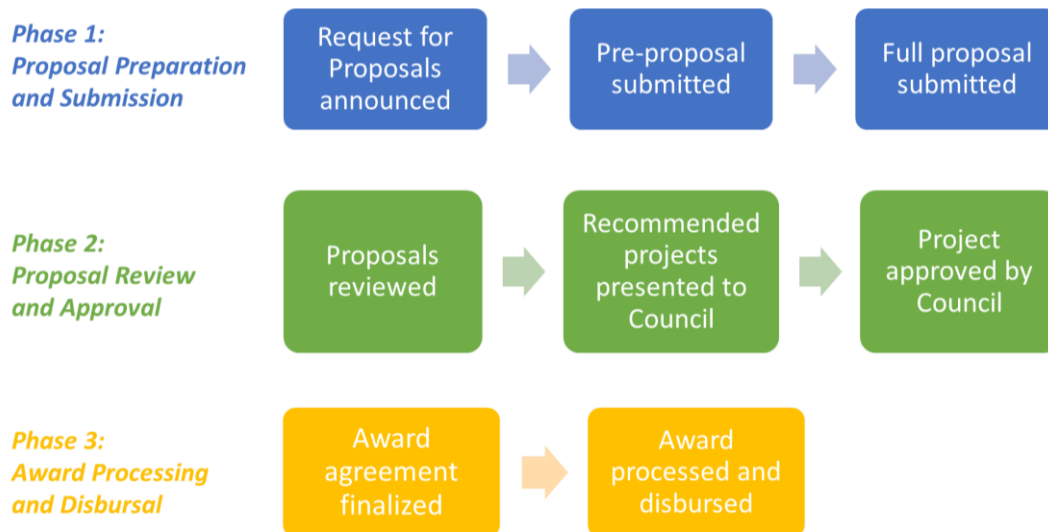 Phase 1:
Proposal Preparation
and Submission
Request for
Proposals
announced
Pre-proposal
submitted
Full proposal
submitted
Phase 2:
Proposal Review
and Approval
Proposals
reviewed
Recommended
projects
presented to
Council
Project
approved by
Council
Phase 3:
Award Processing
and Disbursal
Award
agreement
finalized
Award
processed and
disbursed